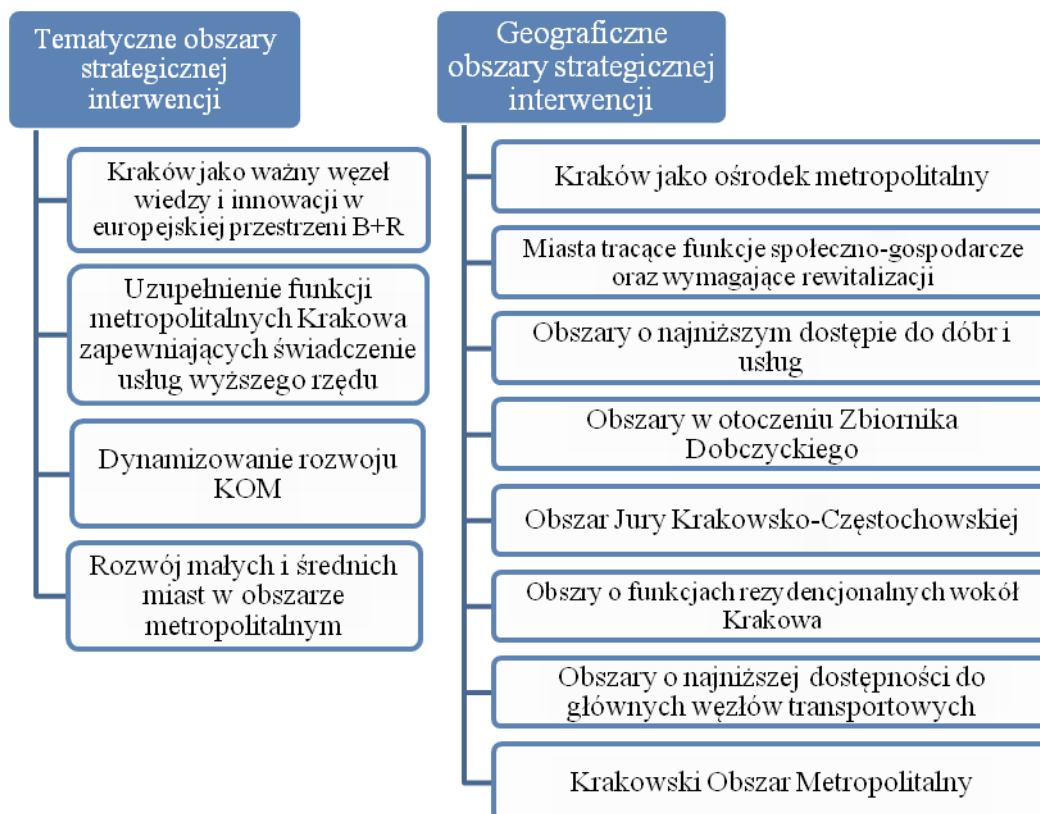 Tematyczne obszary
strategicznej
interwencji
Kraków jako ważny węzeł
wiedzy i innowacji w
europejskiej przestrzeni B+R
Uzupełnienie funkcji
metropolitalnych Krakowa
zapewniających świadczenie
usług wyższego rzędu
Dynamizowanie rozwoju
KOM
Rozwój małych i średnich
miast w obszarze
metropolitalnym
Geograficzne
obszary strategicznej
interwencji
Kraków jako ośrodek metropolitalny
Miasta tracące funkcje społeczno-gospodarcze
oraz wymagające rewitalizacji
Obszary o najniższym dostępie do dóbr i
usług
Obszary w otoczeniu Zbiornika
Dobczyckiego
Obszar Jury Krakowsko-Częstochowskiej
Obszry o funkcjach rezydencjonalnych wokół
Krakowa
Obszary o najniższej dostępności do
głównych węzłów transportowych
Krakowski Obszar Metropolitalny